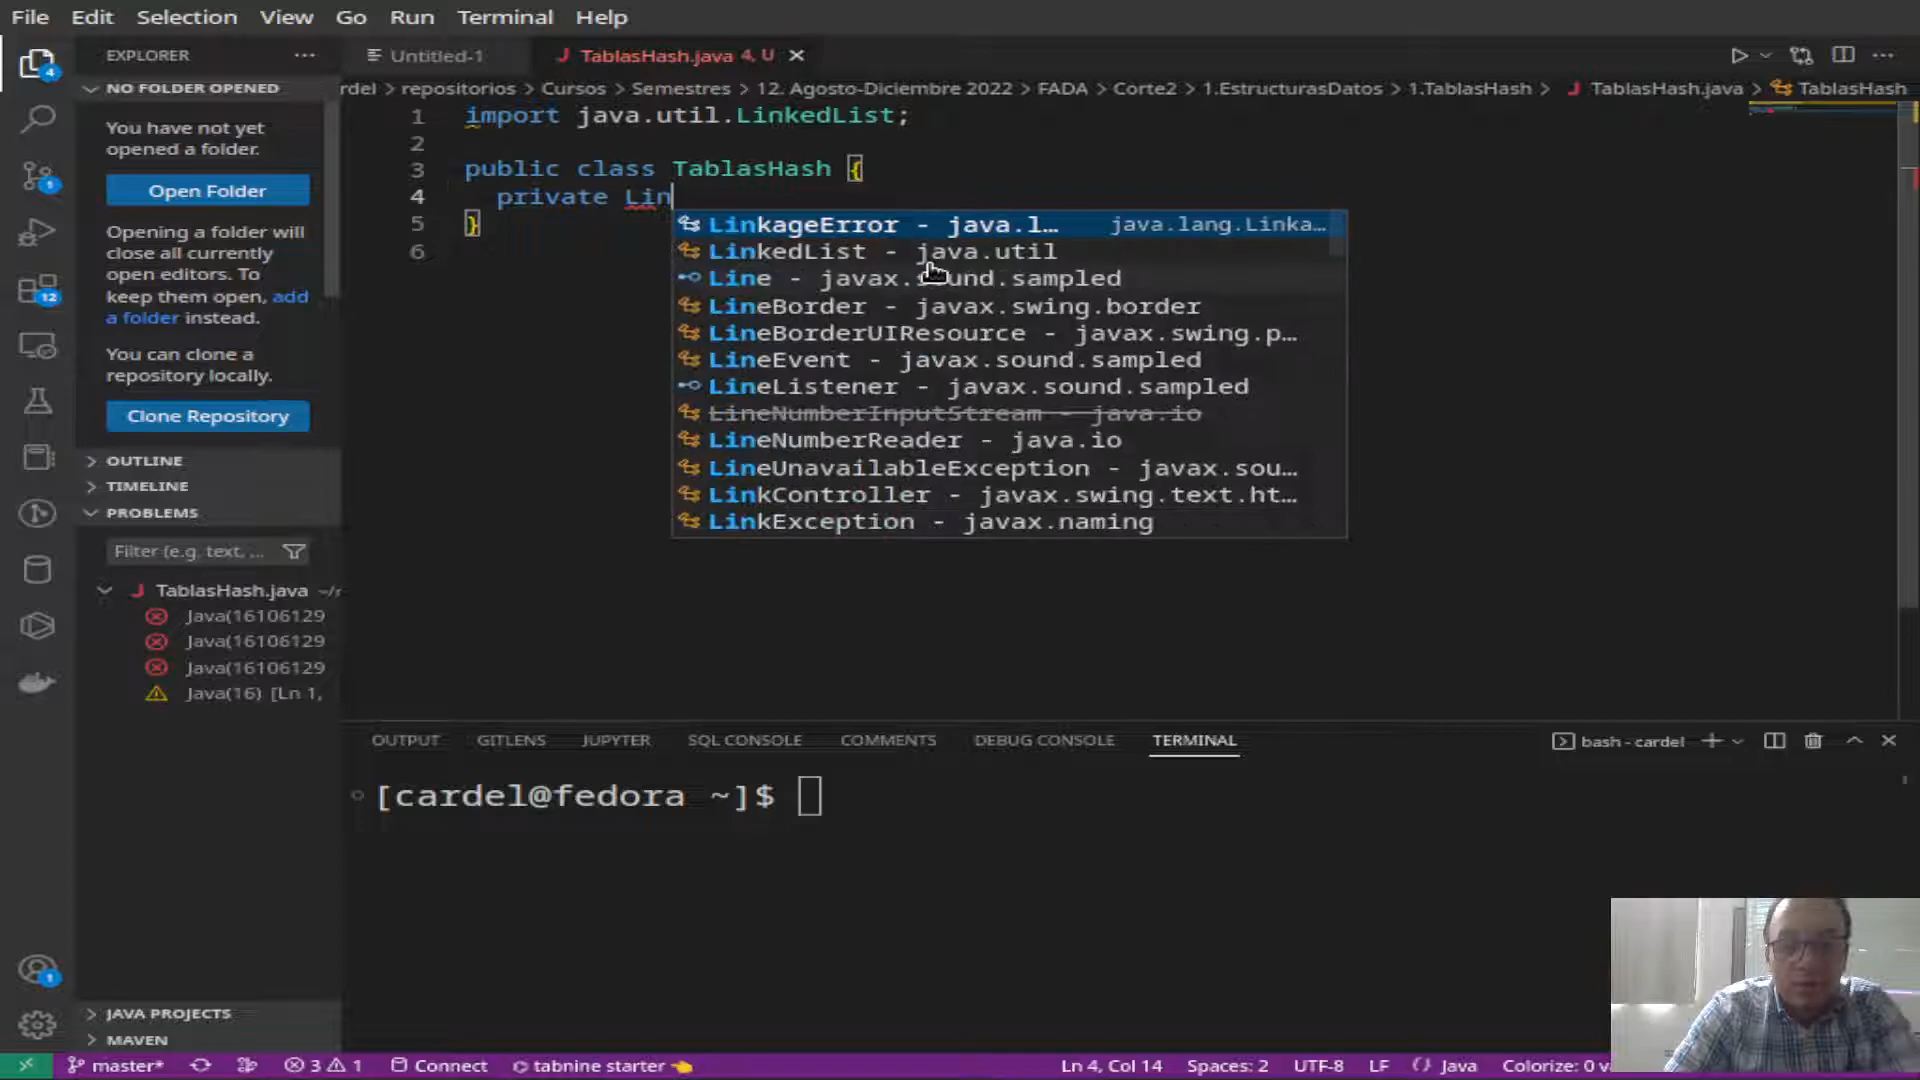 File Edit Selection View Go Run Terminal Help
EXPLORER
Untitled-1
TablasHash.java 4, U
NO FOLDER OPENED
rdel > repositorios > Cursos > Semestres > 12. Agosto-Diciembre 2022 > FADA > Corte2 > 1.EstructurasDatos > 1.TablasHash > TablasHash.java > TablasHash
You have not yet
opened a folder.
Open Folder
Opening a folder will
close all currently
open editors. To
keep them open, add
a folder instead.
You can clone a
repository locally.
Clone Repository
OUTLINE
TIMELINE
PROBLEMS
Filter (e.g. text, ...
TablasHash.java ~/r
Java(16106129
Java(16106129
Java(16106129
Java(16) [Ln 1,
JAVA PROJECTS
MAVEN
4
1
12
1
1 import java.util.LinkedList;
2
3 public class TablasHash {
4 private Lin
5 }
6
LinkageError - java.l... java.lang.Linka...
LinkedList - java.util
Line - javax.sound.sampled
LineBorder - javax.swing.border
LineBorderUIResource - javax.swing.p...
LineEvent - javax.sound.sampled
LineListener - javax.sound.sampled
LineNumberInputStream - java.io
LineNumberReader - java.io
LineUnavailableException - javax.sou...
LinkController - javax.swing.text.ht...
LinkException - javax.naming
OUTPUT GITLENS JUPYTER SQL CONSOLE COMMENTS DEBUG CONSOLE TERMINAL
bash - cardel
[cardel@fedora ~]$
master* 3 1 Connect tabnine starter Ln 4, Col 14 Spaces: 2 UTF-8 LF Java Colorize: 0 va